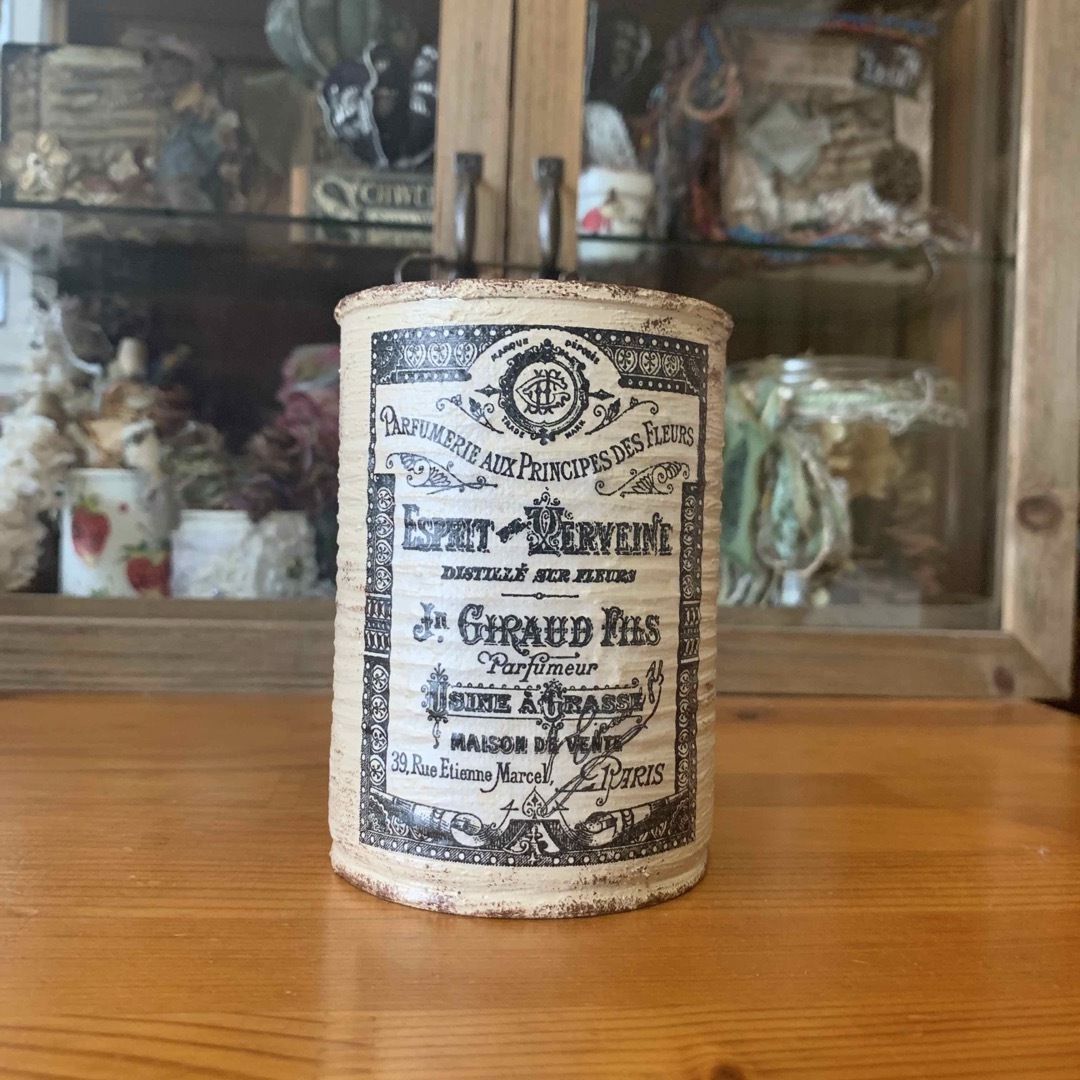 MARQUE DÉPOSÉE
TRADE MARK
PARFUMERIE AUX PRINCIPES DES FLEURS
ESPRIT DE VERVEINE
DISTILLÉ SUR FLEURS
Jn. GIRAUD FILS
Parfumeur
USINE À GRASSE
MAISON DE VENTE
39, Rue Etienne Marcel, PARIS